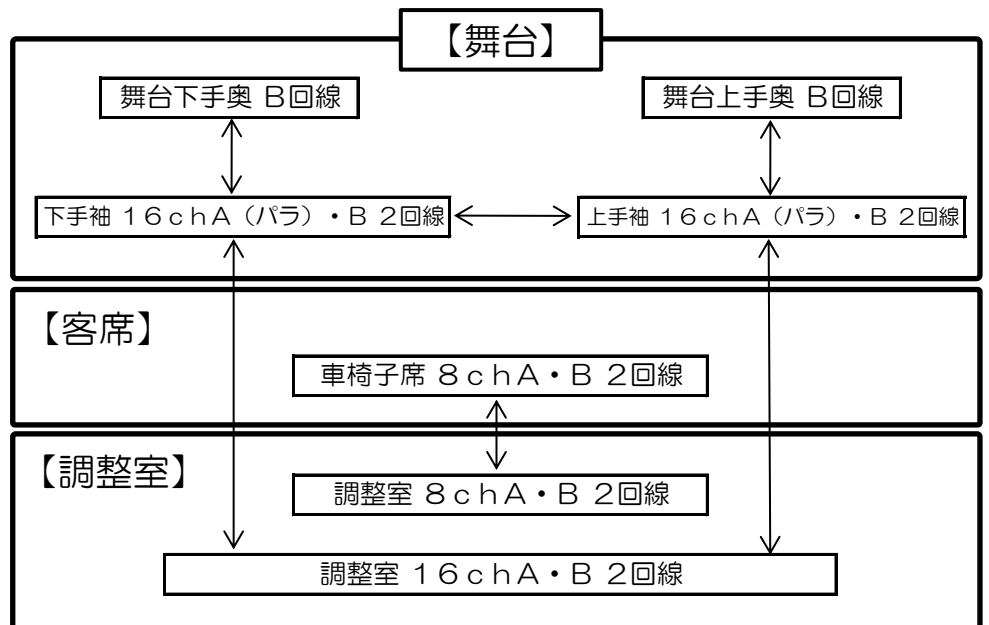 【舞台】
舞台下手奥 B回線
舞台上手奥 B回線
下手袖 16chA(パラ)・B 2回線
上手袖 16chA(パラ)・B 2回線
【客席】
車椅子席 8chA・B 2回線
【調整室】
調整室 8chA・B 2回線
調整室 16chA・B 2回線